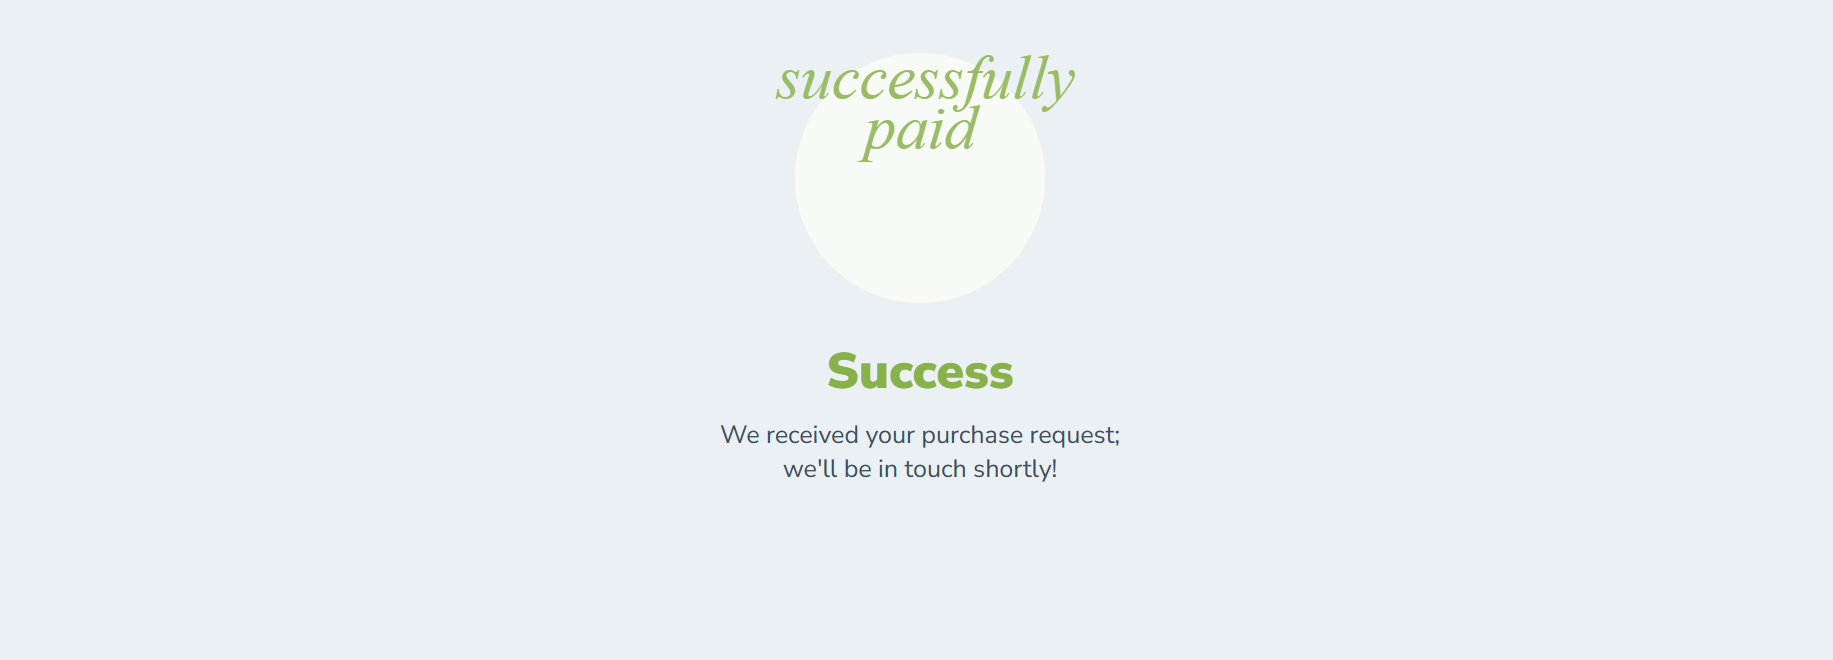 successfully
paid
Success
We received your purchase request;
we'll be in touch shortly!